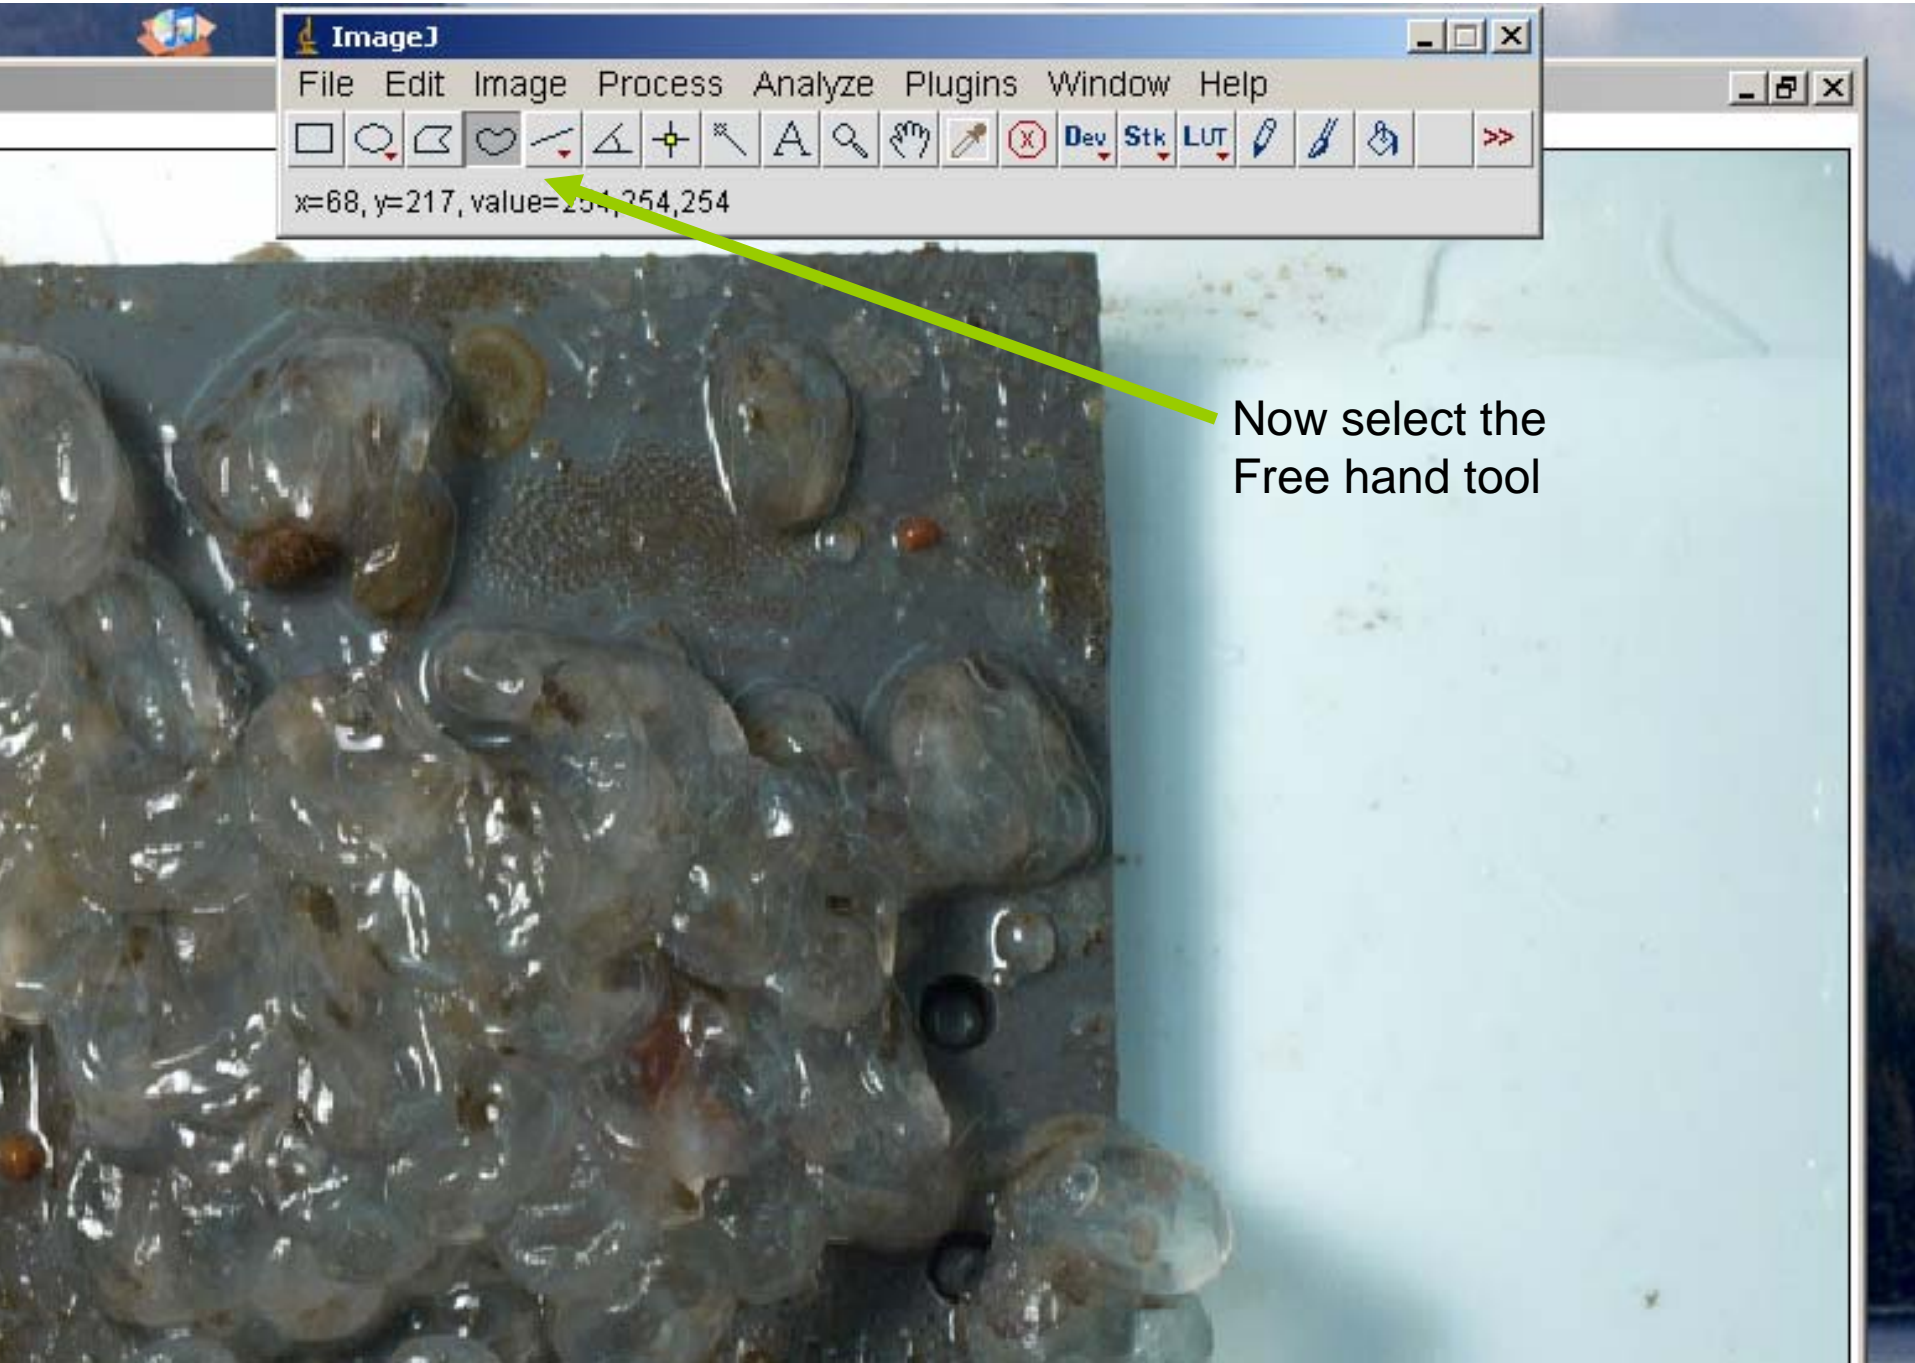 ImageJ
File Edit Image Process Analyze Plugins Window Help
A Dev Stk LUT >>
x=68, y=217, value=254,254,254
Now select the
Free hand tool